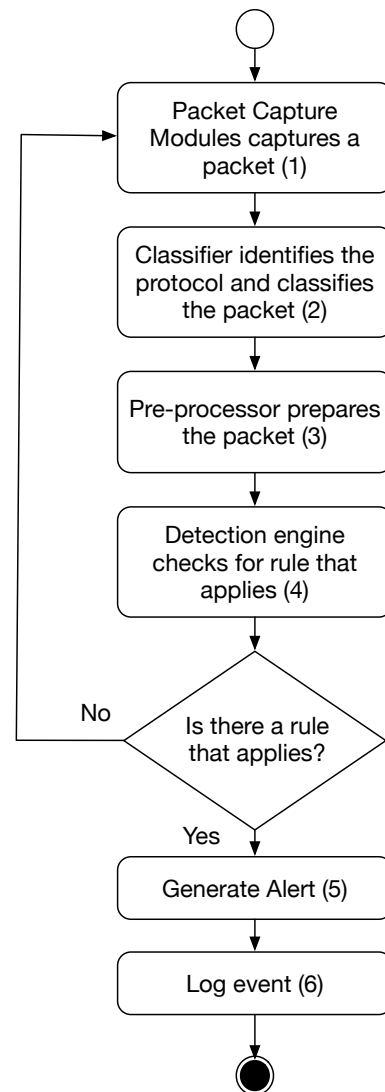 Packet Capture
Modules captures a
packet (1)
Classifier identifies the
protocol and classifies
the packet (2)
Pre-processor prepares
the packet (3)
Detection engine
checks for rule that
applies (4)
No
Is there a rule
that applies?
Yes
Generate Alert (5)
Log event (6)